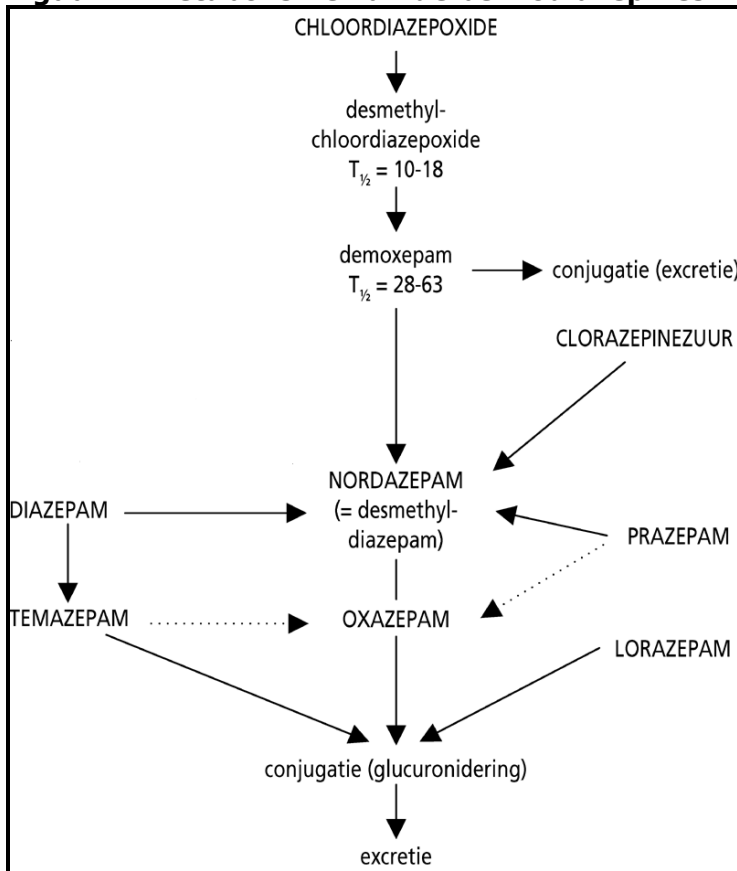 CHLOORDIAZEPOXIDE
desmethyl-
chloordiazepoxide
T½ = 10-18
demoxepam
T½ = 28-63
conjugatie (excretie)
CLORAZEPINEZUUR
NORDAZEPAM
(= desmethyl-
diazepam)
DIAZEPAM
PRAZEPAM
TEMAZEPAM
OXAZEPAM
LORAZEPAM
conjugatie (glucuronidering)
excretie